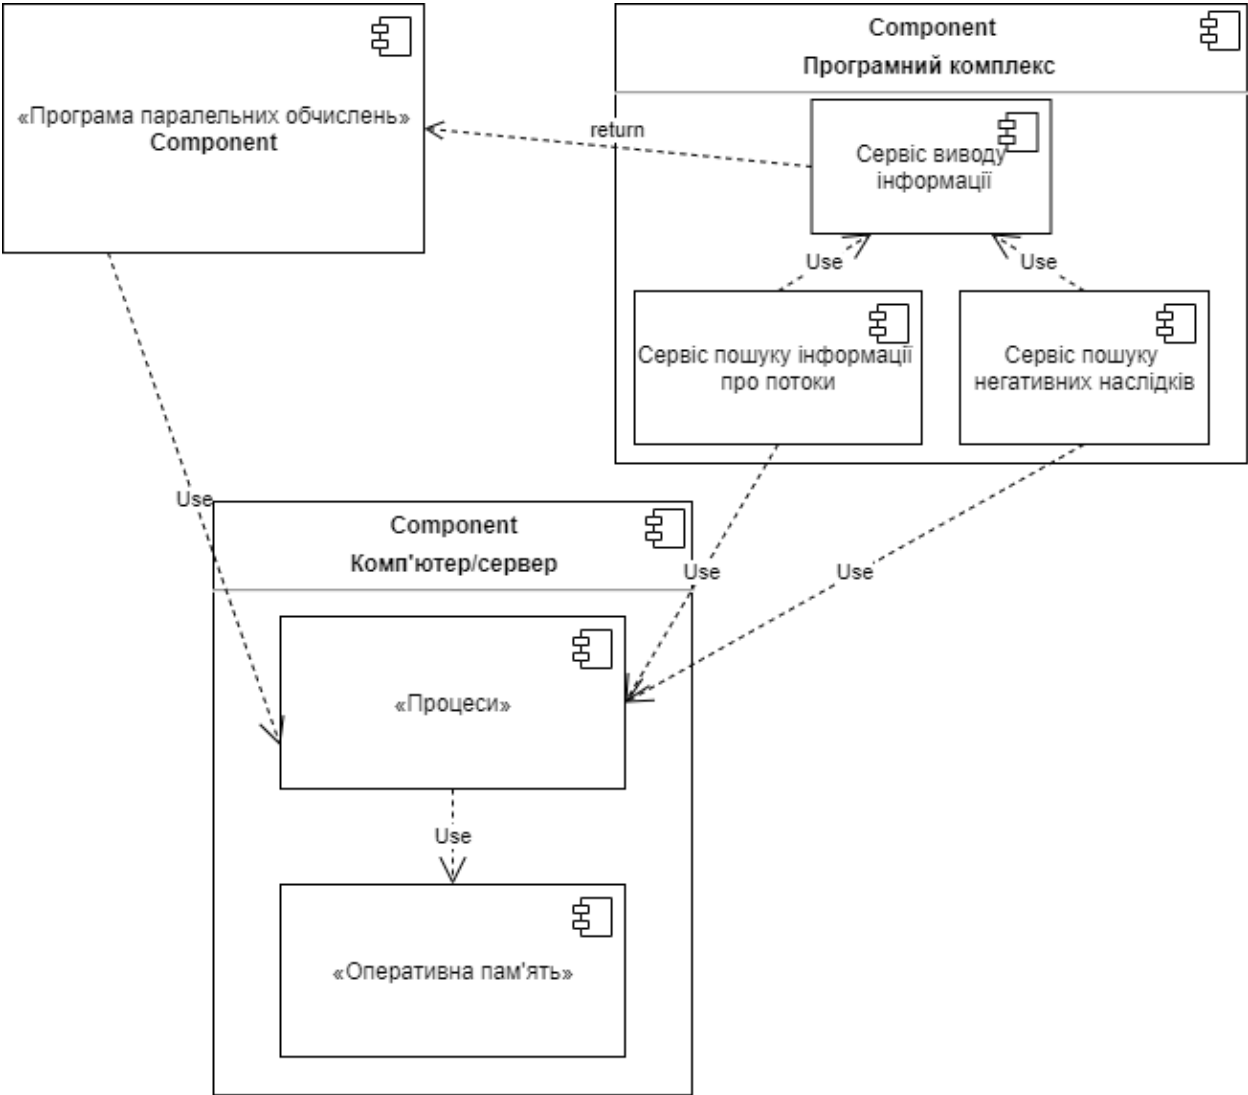 «Програма паралельних обчислень»
Component
Component
Програмний комплекс
return
Сервіс виводу
інформації
Use
Use
Сервіс пошуку інформації
про потоки
Сервіс пошуку
негативних наслідків
Use
Component
Комп'ютер/сервер
Use
Use
«Процеси»
Use
«Оперативна пам'ять»